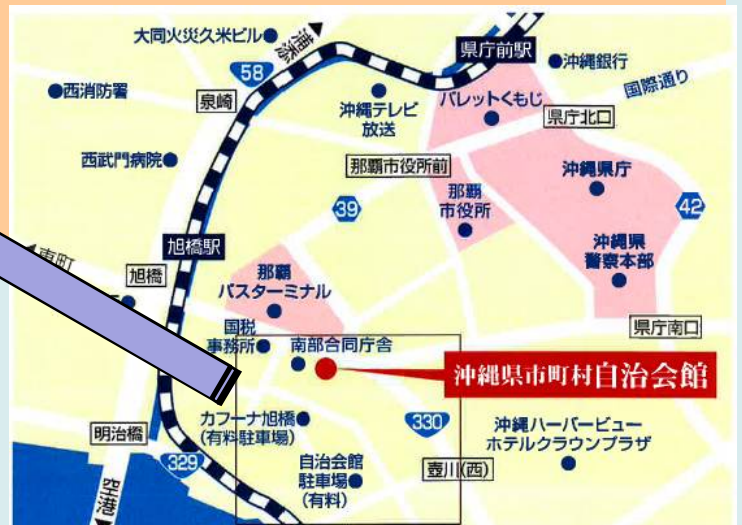 大同火災久米ビル
浦添
県庁前駅
沖縄銀行
58
国際通り
西消防署
泉崎
沖縄テレビ
放送
パレットくもじ
県庁北口
西武門病院
那覇市役所前
沖縄県庁
39
那覇
市役所
42
旭橋駅
沖縄県
警察本部
東町
旭橋
那覇
バスターミナル
国税
事務所
南部合同庁舎
県庁南口
沖縄県市町村自治会館
カフーナ旭橋
(有料駐車場)
330
沖縄ハーバービュー
ホテルクラウンプラザ
明治橋
329
自治会館
駐車場
(有料)
壺川(西)
空港